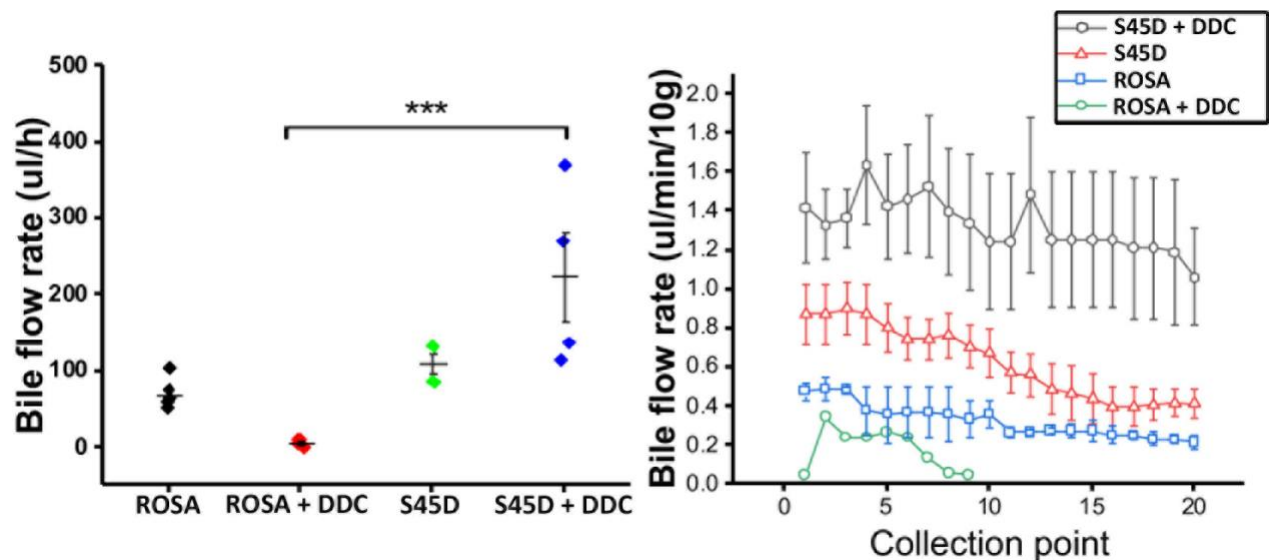 Bile flow rate (ul/h)
500
400
300
200
100
0
***
ROSA
ROSA + DDC
S45D
S45D + DDC
S45D + DDC
S45D
ROSA
ROSA + DDC
Bile flow rate (ul/min/10g)
2.0
1.8
1.6
1.4
1.2
1.0
0.8
0.6
0.4
0.2
0.0
0
5
10
15
20
Collection point